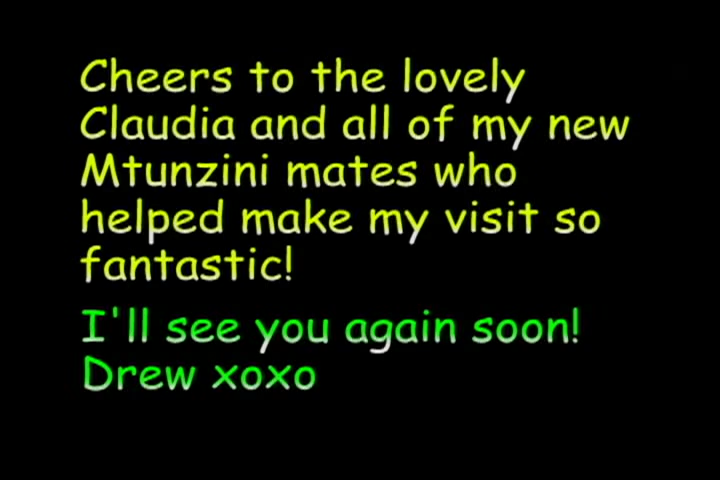 Cheers to the lovely
Claudia and all of my new
Mtunzini mates who
helped make my visit so
fantastic!
I'll see you again soon!
Drew xoxo